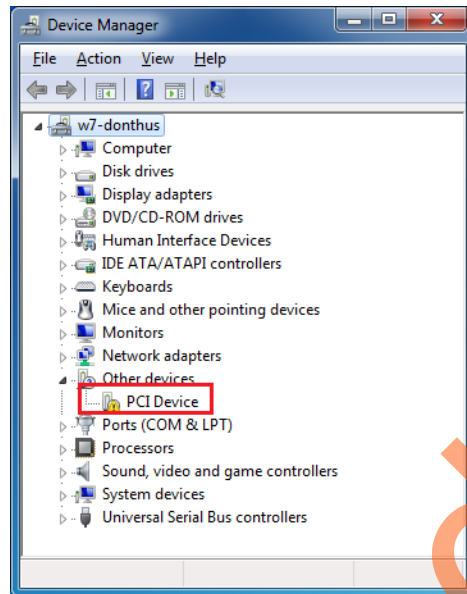 Device Manager
File Action View Help
w7-donthus
Computer
Disk drives
Display adapters
DVD/CD-ROM drives
Human Interface Devices
IDE ATA/ATAPI controllers
Keyboards
Mice and other pointing devices
Monitors
Network adapters
Other devices
PCI Device
Ports (COM & LPT)
Processors
Sound, video and game controllers
System devices
Universal Serial Bus controllers